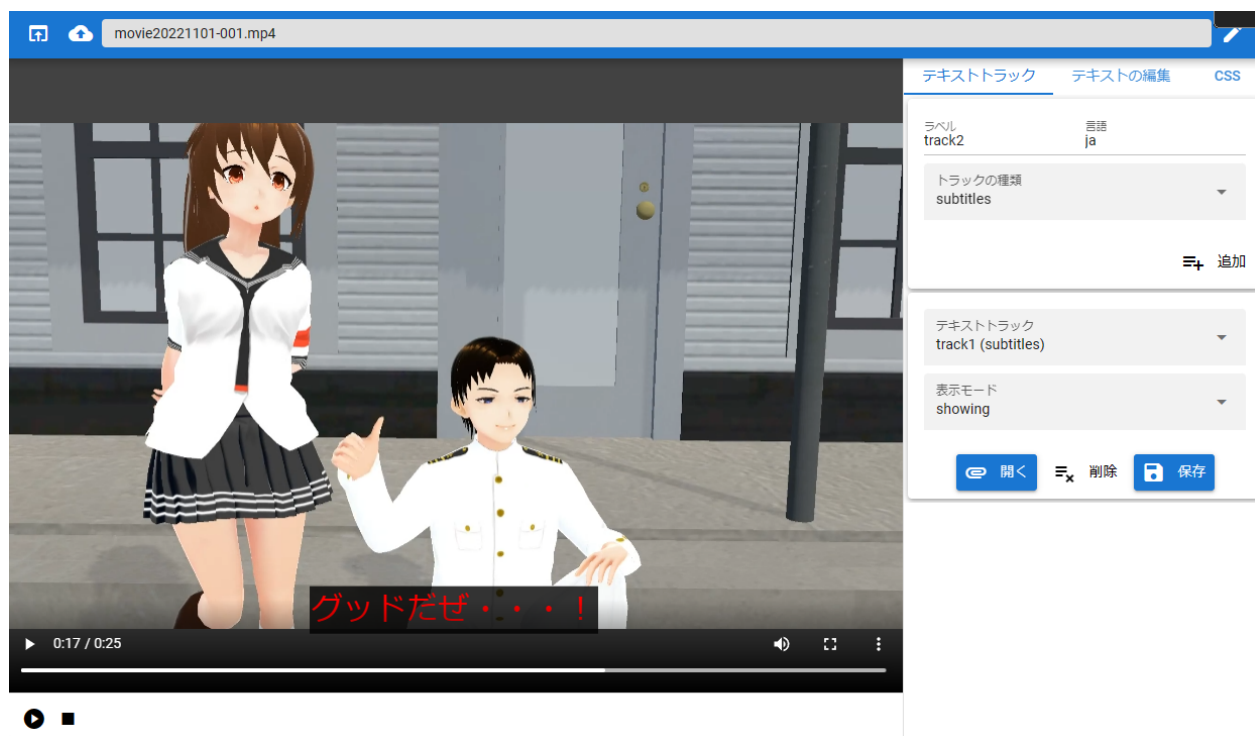 movie20221101-001.mp4
テキストトラック テキストの編集 CSS
ラベル 言語
track2 ja
トラックの種類
subtitles
追加
テキストトラック
track1 (subtitles)
表示モード
showing
開く 削除 保存
グッドだぜ・・・!
0:17 / 0:25